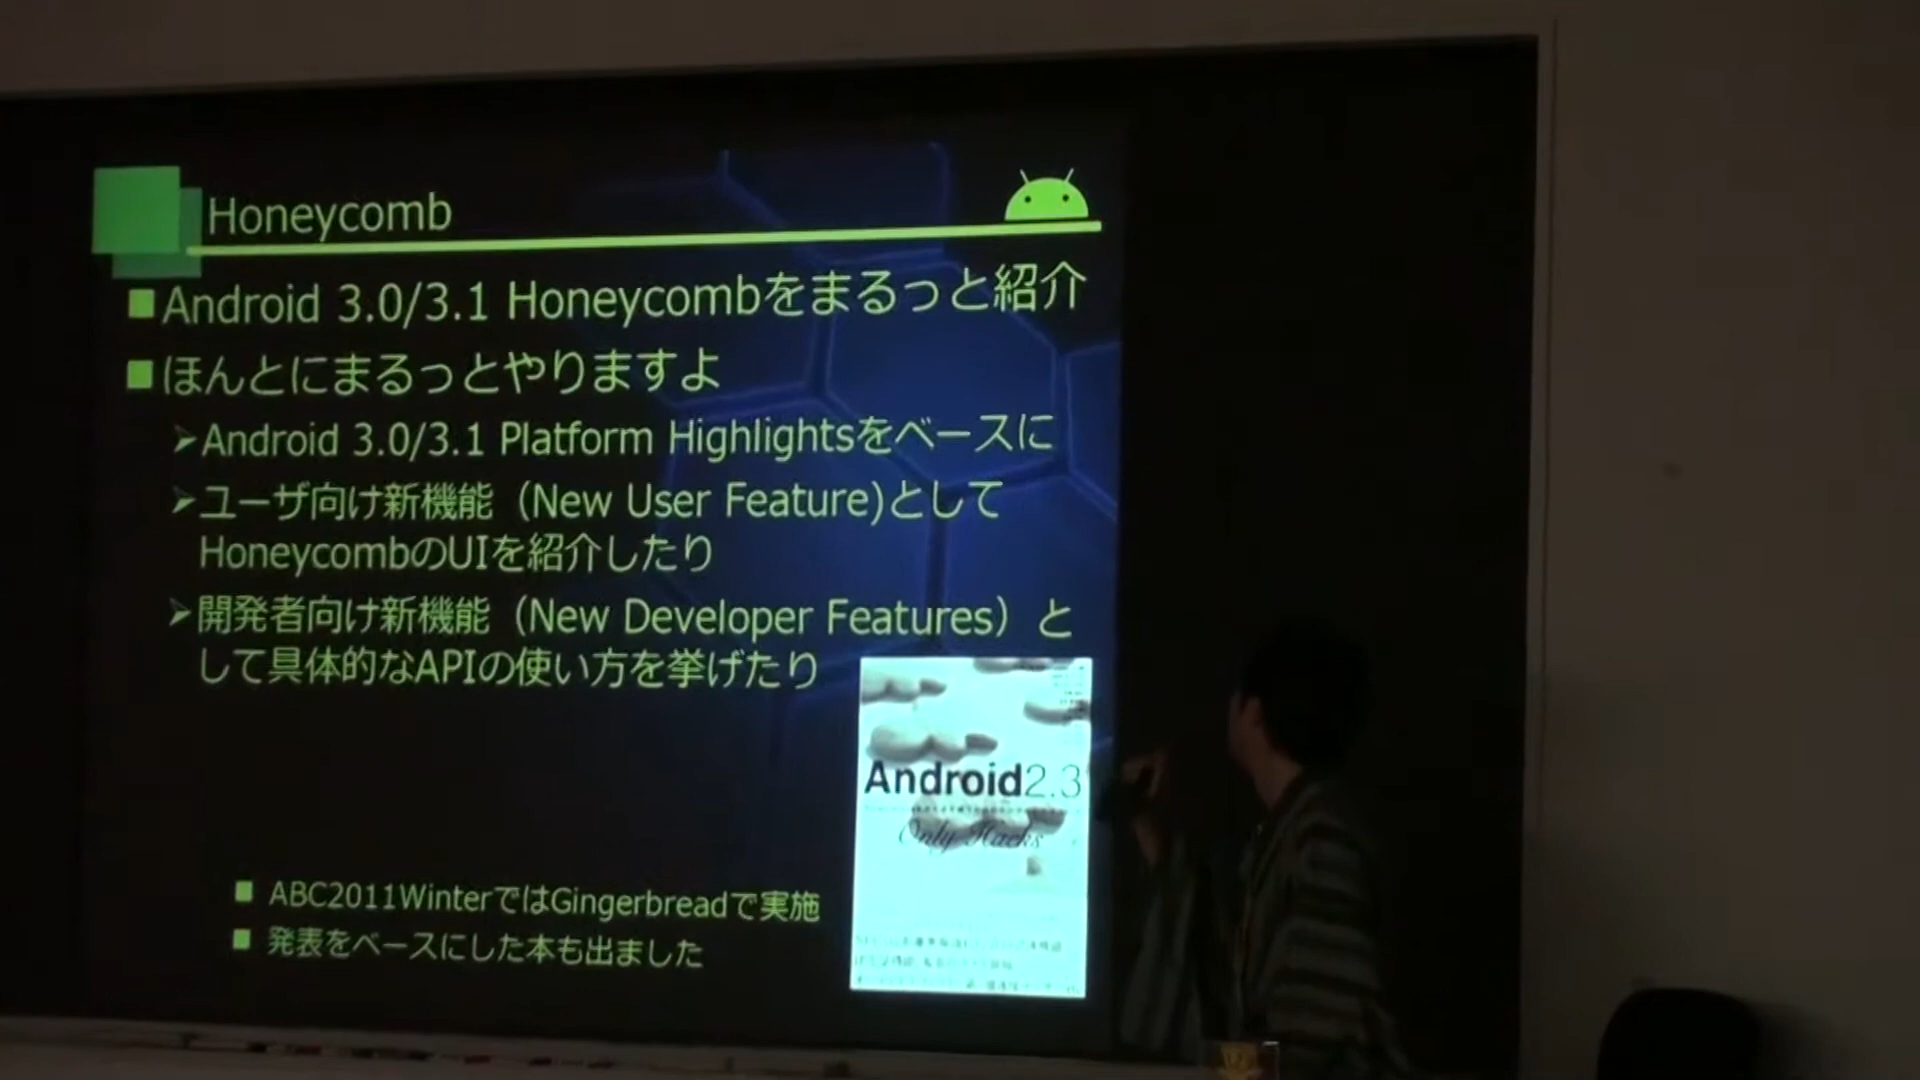 Honeycomb
■Android 3.0/3.1 Honeycombをまるっと紹介
■ほんとにまるっとやりますよ
➤Android 3.0/3.1 Platform Highlightsをベースに
➤ユーザ向け新機能（New User Feature)として
HoneycombのUIを紹介したり
➤開発者向け新機能（New Developer Features）と
して具体的なAPIの使い方を挙げたり
Android2.3
Only Hacks
■ ABC2011WinterではGingerbreadで実施
■ 発表をベースにした本も出ました